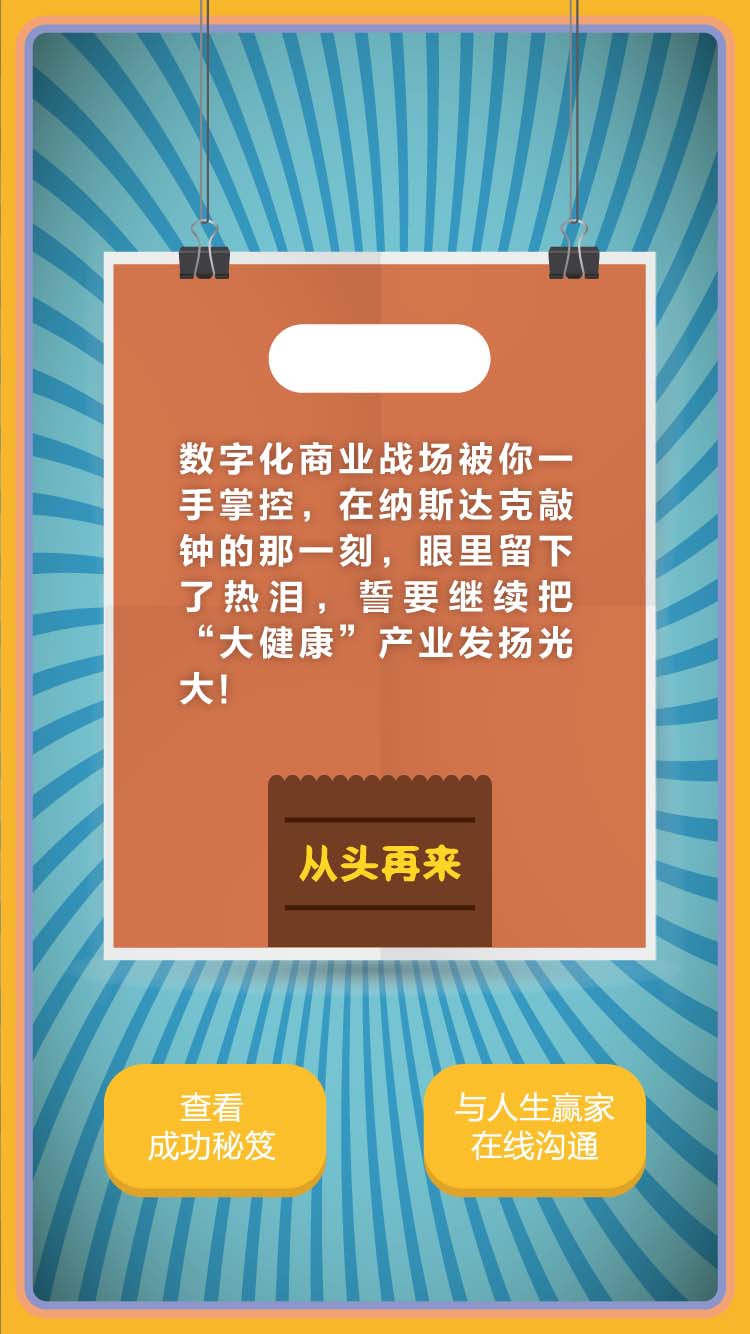 数字化商业战场被你一
手掌控，在纳斯达克敲
钟的那一刻，眼里留下
了热泪，誓要继续把
“大健康”产业发扬光
大！
从头再来
查看
成功秘笈
与人生赢家
在线沟通